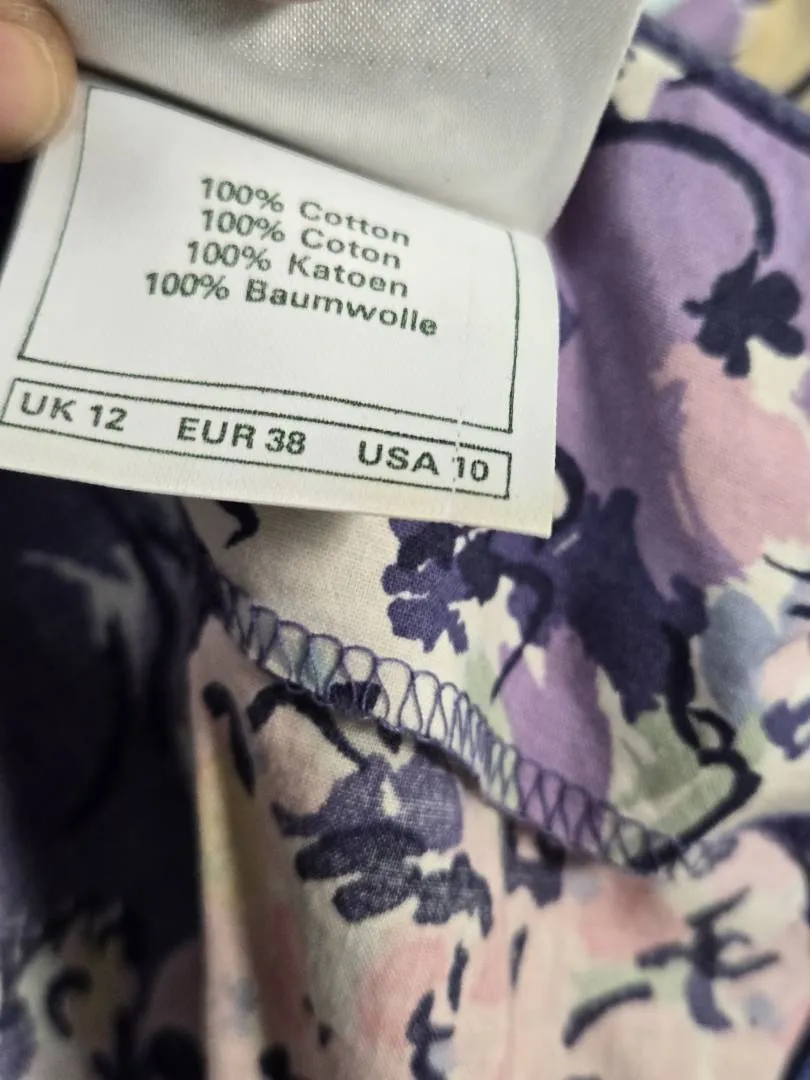 100% Cotton
100% Coton
100% Katoen
100% Baumwolle
UK 12 EUR 38 USA 10